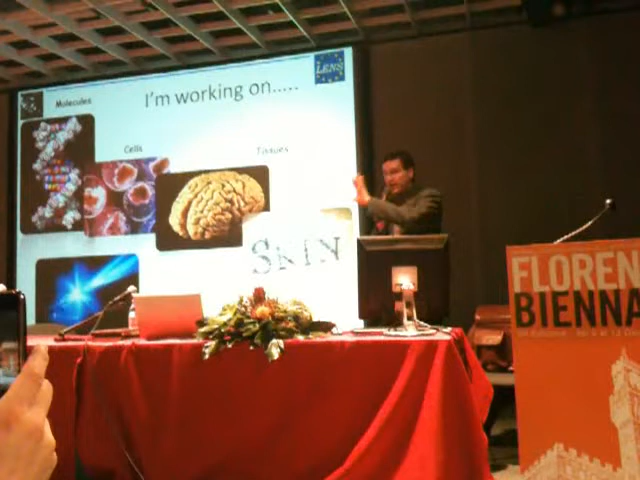 LENS
Molecules
I'm working on.....
Cells
Tissues
SKIN
FLOREN
BIENNA